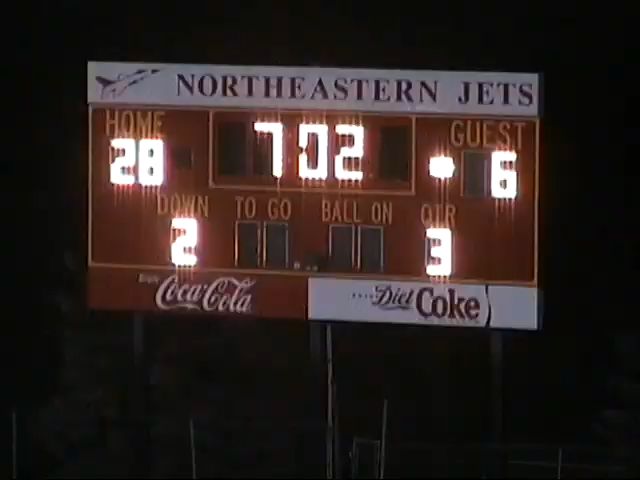 NORTHEASTERN JETS
HOME 7:02 GUEST
28 6
DOWN TO GO BALL ON QTR
2 3
Enjoy Coca-Cola Diet Coke